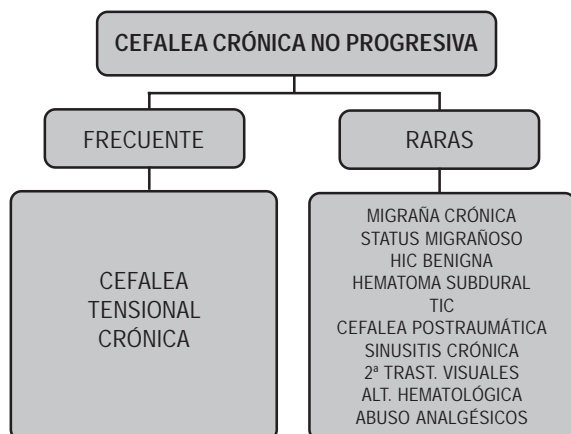 CEFALEA CRÓNICA NO PROGRESIVA
FRECUENTE
RARAS
CEFALEA
TENSIONAL
CRÓNICA
MIGRAÑA CRÓNICA
STATUS MIGRAÑOSO
HIC BENIGNA
HEMATOMA SUBDURAL
TIC
CEFALEA POSTRAUMÁTICA
SINUSITIS CRÓNICA
2ª TRAST. VISUALES
ALT. HEMATOLÓGICA
ABUSO ANALGÉSICOS